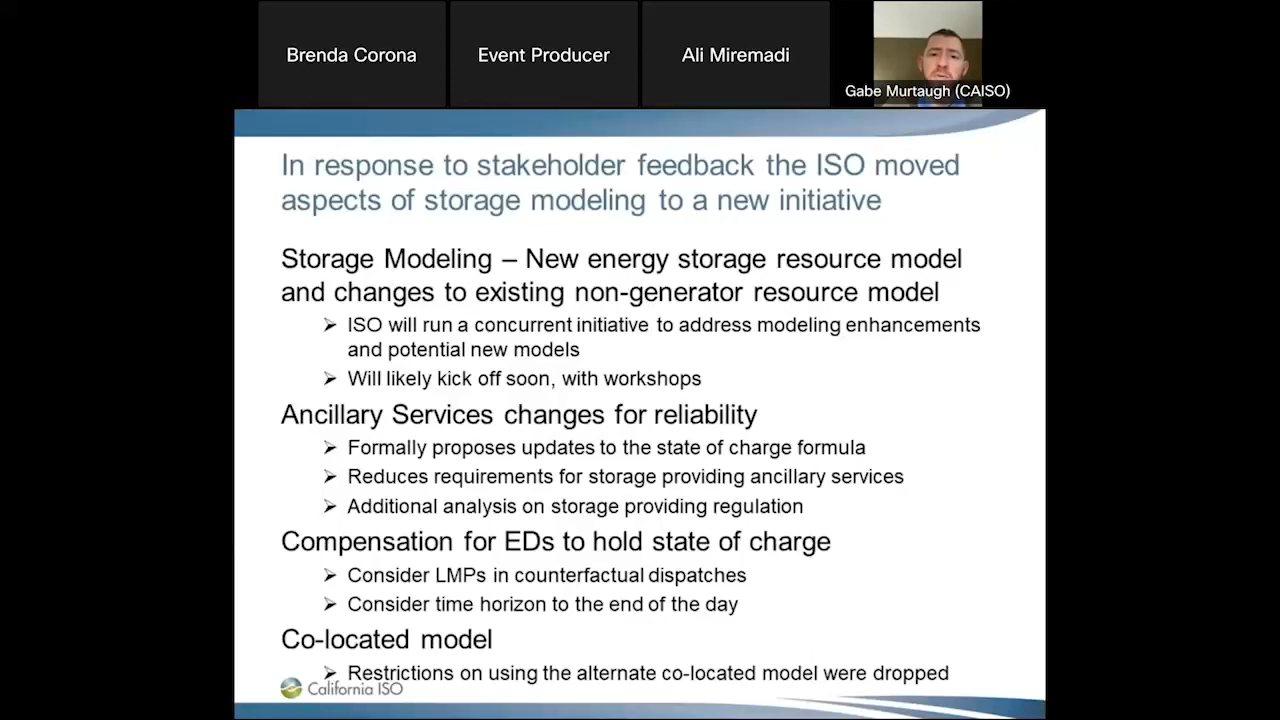 Brenda Corona
Event Producer
Ali Miremadi
Gabe Murtaugh (CAISO)
In response to stakeholder feedback the ISO moved
aspects of storage modeling to a new initiative
Storage Modeling – New energy storage resource model
and changes to existing non-generator resource model
➢ ISO will run a concurrent initiative to address modeling enhancements
and potential new models
➢ Will likely kick off soon, with workshops
Ancillary Services changes for reliability
➢ Formally proposes updates to the state of charge formula
➢ Reduces requirements for storage providing ancillary services
➢ Additional analysis on storage providing regulation
Compensation for EDs to hold state of charge
➢ Consider LMPs in counterfactual dispatches
➢ Consider time horizon to the end of the day
Co-located model
➢ Restrictions on using the alternate co-located model were dropped
California ISO